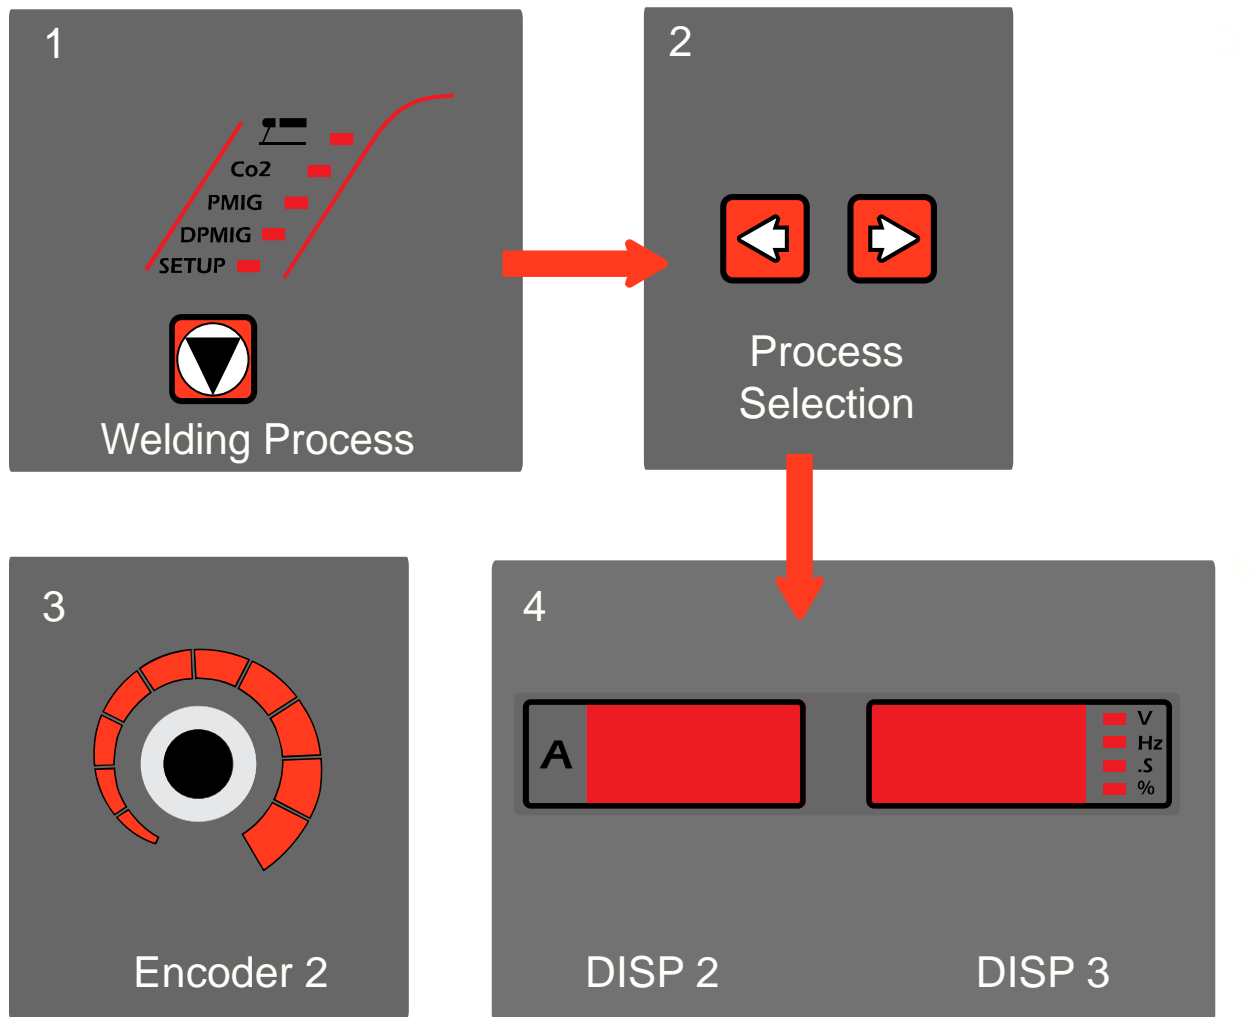 1
Co2
PMIG
DPMIG
SETUP
Welding Process
2
Process
Selection
3
Encoder 2
4
A
V
Hz
.S
%
DISP 2
DISP 3